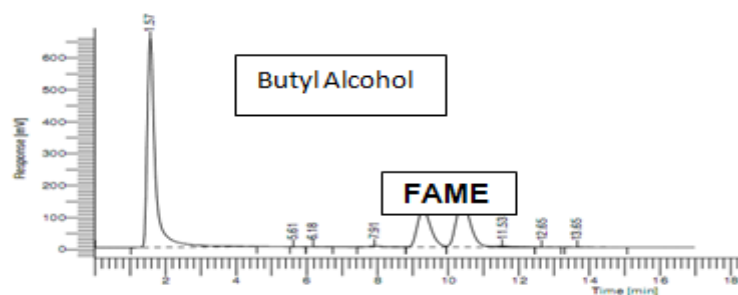 1.57
600
500
400
300
200
100
0
Response [mV]
Butyl Alcohol
FAME
5.61
6.18
7.91
11.53
12.65
13.65
2 4 6 8 10 12 14 16 18
Time [min]